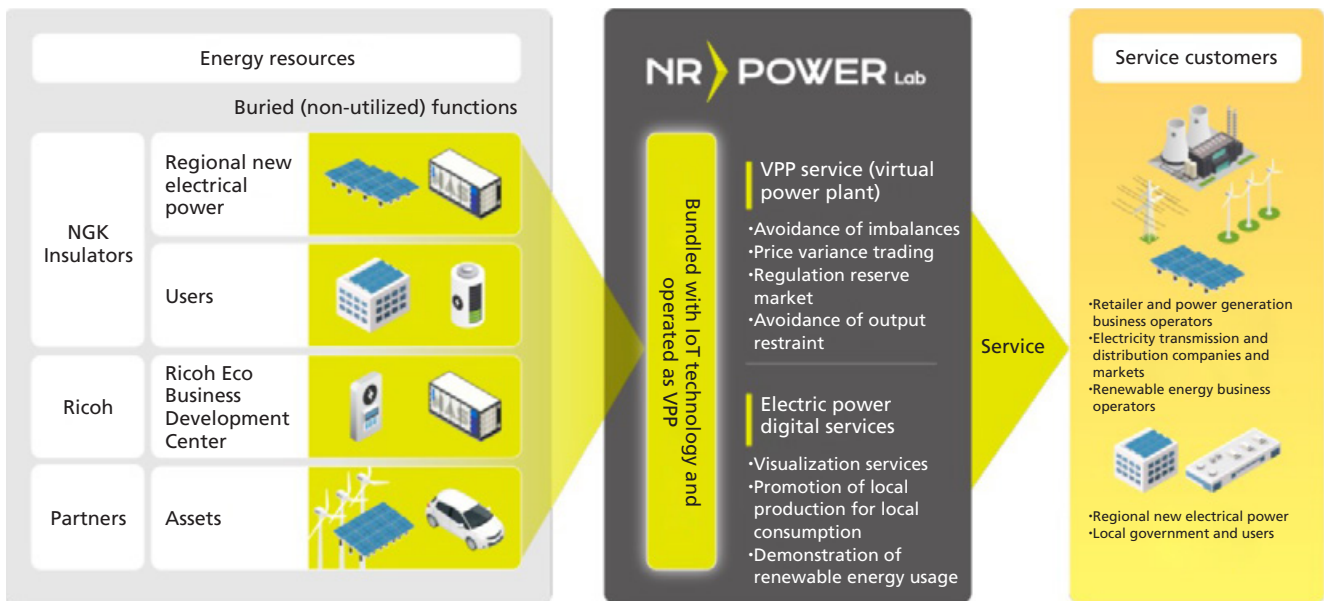 Energy resources
Buried (non-utilized) functions
NGK
Insulators
Regional new
electrical
power
Users
Ricoh
Ricoh Eco
Business
Development
Center
Partners
Assets
NR POWER Lab
Bundled with IoT technology and
operated as VPP
VPP service (virtual
power plant)
・Avoidance of imbalances
・Price variance trading
・Regulation reserve
market
・Avoidance of output
restraint
Electric power
digital services
・Visualization services
・Promotion of local
production for local
consumption
・Demonstration of
renewable energy usage
Service
Service customers
・Retailer and power generation
business operators
・Electricity transmission and
distribution companies and
markets
・Renewable energy business
operators
・Regional new electrical power
・Local government and users